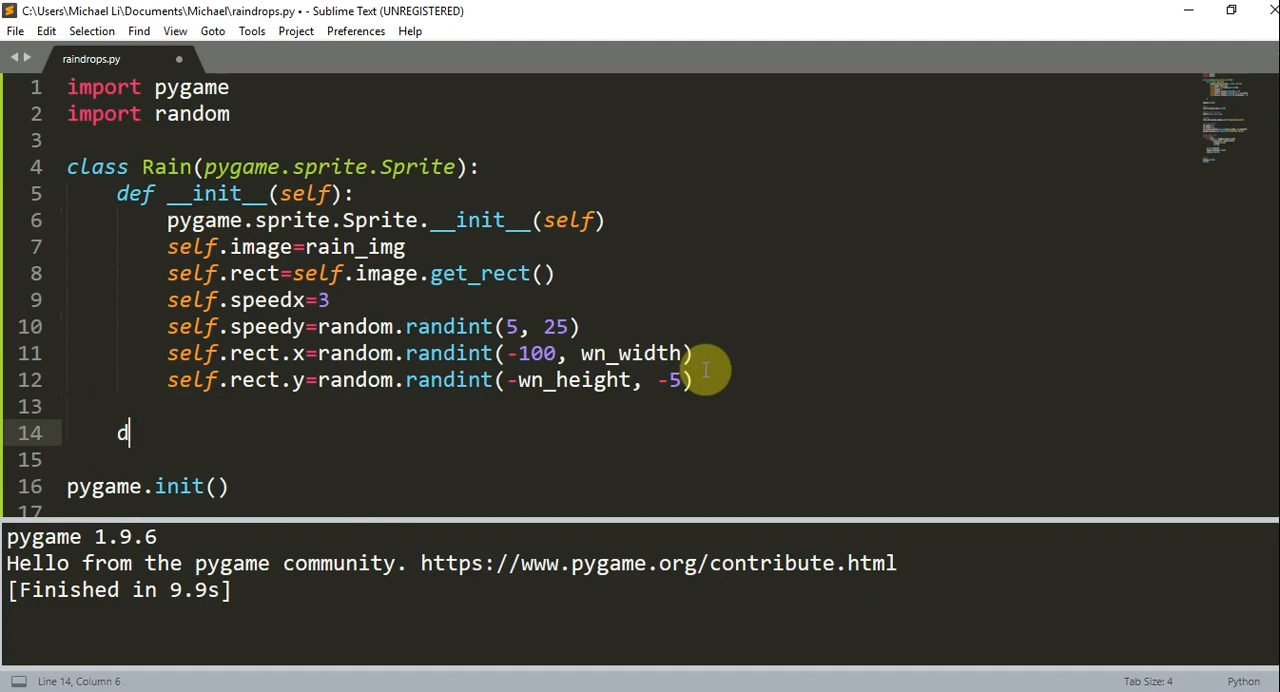 C:\Users\Michael Li\Documents\Michael\raindrops.py • - Sublime Text (UNREGISTERED)
File Edit Selection Find View Goto Tools Project Preferences Help
raindrops.py
1 import pygame
2 import random
3
4 class Rain(pygame.sprite.Sprite):
5 def __init__(self):
6 pygame.sprite.Sprite.__init__(self)
7 self.image=rain_img
8 self.rect=self.image.get_rect()
9 self.speedx=3
10 self.speedy=random.randint(5, 25)
11 self.rect.x=random.randint(-100, wn_width)
12 self.rect.y=random.randint(-wn_height, -5)
13
14 d
15
16 pygame.init()
17
pygame 1.9.6
Hello from the pygame community. https://www.pygame.org/contribute.html
[Finished in 9.9s]
Line 14, Column 6 Tab Size: 4 Python